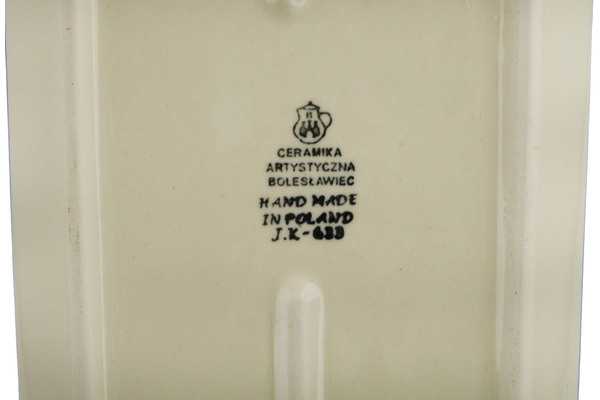 B
CERAMIKA
ARTYSTYCZNA
BOLESŁAWIEC
HAND MADE
IN POLAND
J.K-633